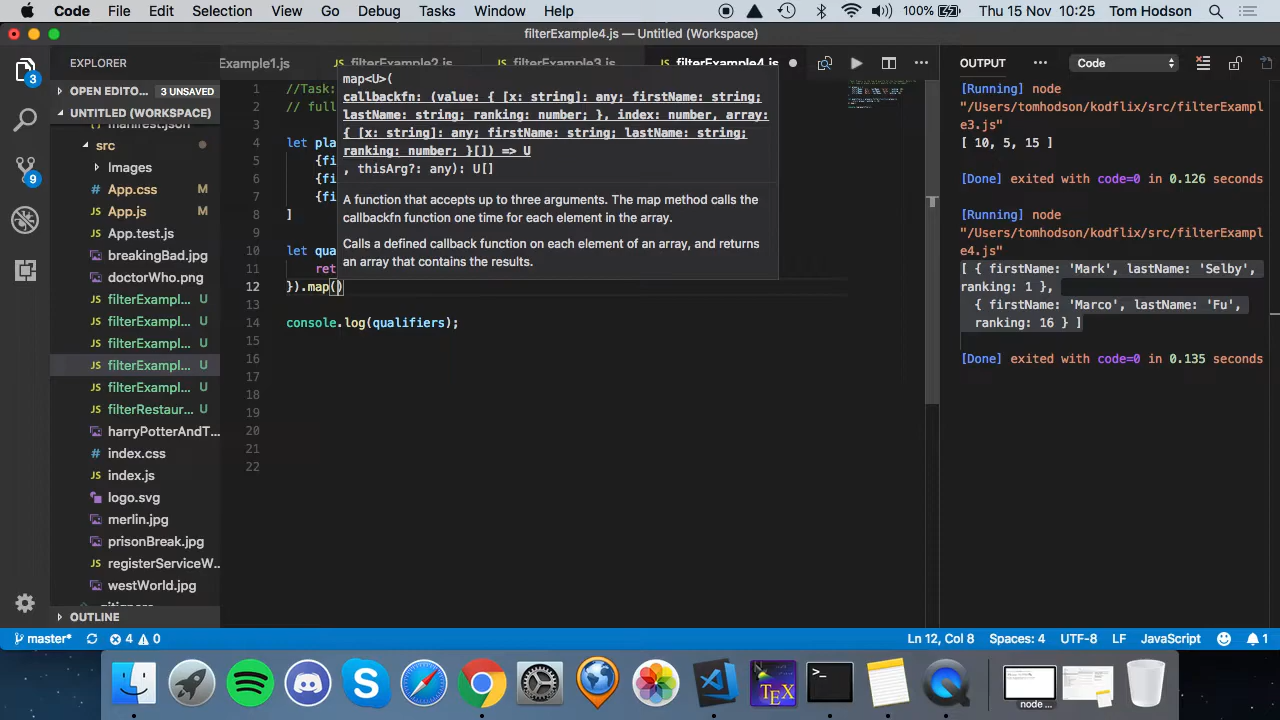 Code File Edit Selection View Go Debug Tasks Window Help 100% Thu 15 Nov 10:25 Tom Hodson
filterExample4.js — Untitled (Workspace)
EXPLORER
Example1.js filterExample2.js filterExample3.js filterExample4.js
OUTPUT Code
3
OPEN EDITO... 3 UNSAVED
UNTITLED (WORKSPACE)
manifest.json
src
Images
App.css M
App.js M
App.test.js
breakingBad.jpg
doctorWho.png
filterExampl... U
filterExampl... U
filterExampl... U
filterExampl... U
filterExampl... U
filterRestaur... U
harryPotterAndT...
index.css
index.js
logo.svg
merlin.jpg
prisonBreak.jpg
registerServiceW...
westWorld.jpg
.gitignore
OUTLINE
9
1 //Task:
2 // full
3
4 let pla
5 {fi
6 {fi
7 {fi
8 ]
9
10 let qua
11 ret
12 }).map()
13
14 console.log(qualifiers);
15
16
17
18
19
20
21
22
map<U>(
callbackfn: (value: { [x: string]: any; firstName: string;
lastName: string; ranking: number; }, index: number, array:
{ [x: string]: any; firstName: string; lastName: string;
ranking: number; }[]) => U
, thisArg?: any): U[]
A function that accepts up to three arguments. The map method calls the
callbackfn function one time for each element in the array.
Calls a defined callback function on each element of an array, and returns
an array that contains the results.
[Running] node
"/Users/tomhodson/kodflix/src/filterExampl
e3.js"
[ 10, 5, 15 ]
[Done] exited with code=0 in 0.126 seconds
[Running] node
"/Users/tomhodson/kodflix/src/filterExampl
e4.js"
[ { firstName: 'Mark', lastName: 'Selby',
ranking: 1 },
{ firstName: 'Marco', lastName: 'Fu',
ranking: 16 } ]
[Done] exited with code=0 in 0.135 seconds
master* 4 0 Ln 12, Col 8 Spaces: 4 UTF-8 LF JavaScript 1
TEX
node ...